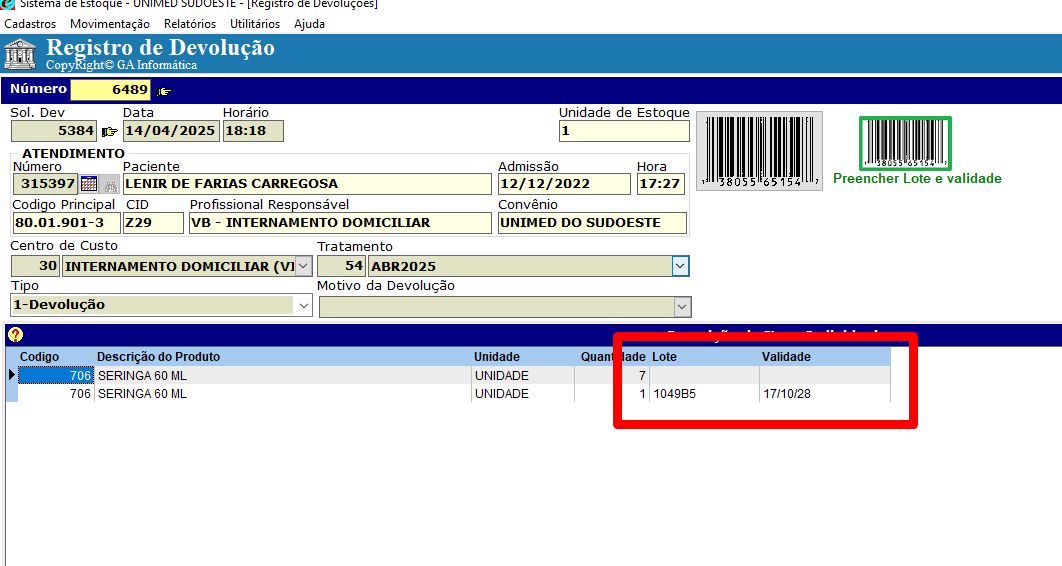 Sistema de Estoque - UNIMED SUDOESTE - [Registro de Devoluções]
Cadastros Movimentação Relatórios Utilitários Ajuda
Registro de Devolução
CopyRight© GA Informática
Número 6489
Sol. Dev Data Horário Unidade de Estoque
5384 14/04/2025 18:18 1
ATENDIMENTO
Número Paciente Admissão Hora
315397 LENIR DE FARIAS CARREGOSA 12/12/2022 17:27
Codigo Principal CID Profissional Responsável Convênio
80.01.901-3 Z29 VB - INTERNAMENTO DOMICILIAR UNIMED DO SUDOESTE
Centro de Custo Tratamento
30 INTERNAMENTO DOMICILIAR (VI 54 ABR2025
Tipo Motivo da Devolução
1-Devolução
38055 65154
38055 65154
Preencher Lote e validade
Codigo Descrição do Produto Unidade Quantidade Lote Validade
706 SERINGA 60 ML UNIDADE 7
706 SERINGA 60 ML UNIDADE 1 1049B5 17/10/28